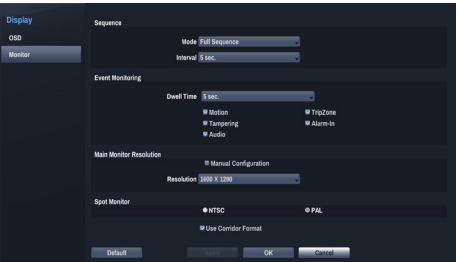 Display
OSD
Monitor
Sequence
Mode Full Sequence
Interval 5 sec.
Event Monitoring
Dwell Time 5 sec.
Motion TripZone
Tampering Alarm-In
Audio
Main Monitor Resolution
Manual Configuration
Resolution 1600 X 1200
Spot Monitor
NTSC PAL
Use Corridor Format
Default OK Cancel